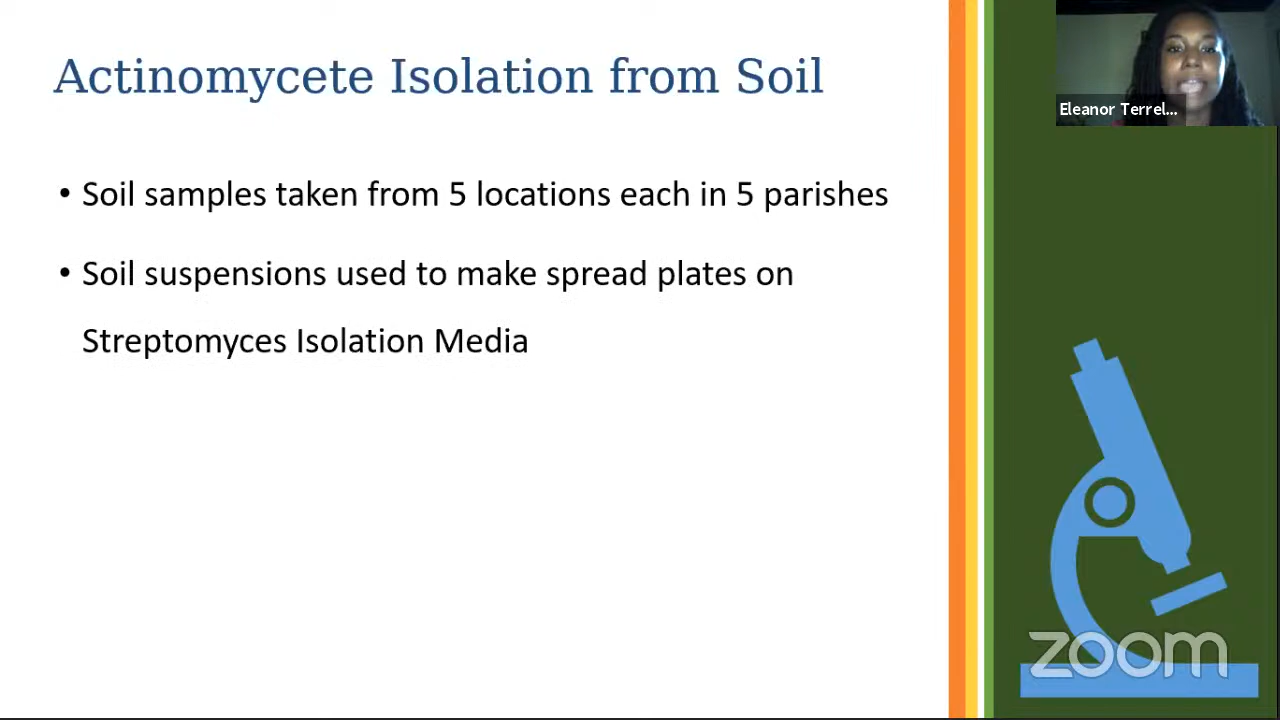 Actinomycete Isolation from Soil
Eleanor Terrel...
• Soil samples taken from 5 locations each in 5 parishes
• Soil suspensions used to make spread plates on
Streptomyces Isolation Media
zoom